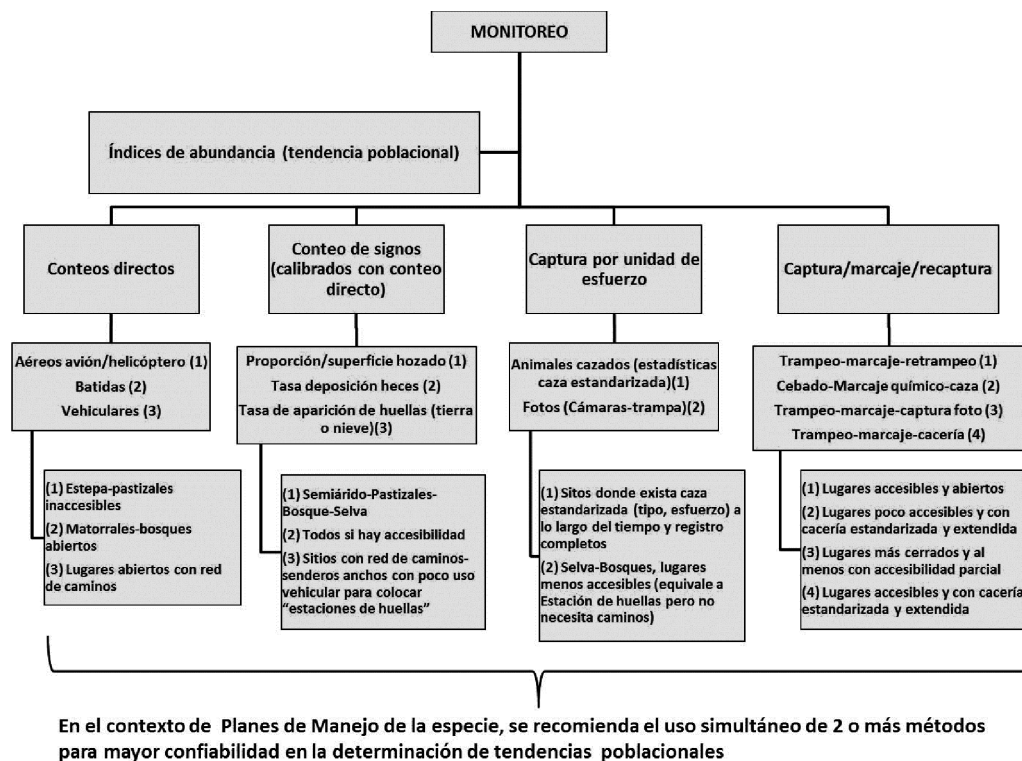 MONITOREO
Índices de abundancia (tendencia poblacional)
Conteos directos
Conteo de signos
(calibrados con conteo
directo)
Captura por unidad de
esfuerzo
Captura/marcaje/recaptura
Aéreos avión/helicóptero (1)
Batidas (2)
Vehiculares (3)
Proporción/superficie hozado (1)
Tasa deposición heces (2)
Tasa de aparición de huellas (tierra
o nieve)(3)
Animales cazados (estadísticas
caza estandarizada)(1)
Fotos (Cámaras-trampa)(2)
Trampeo-marcaje-retrampeo (1)
Cebado-Marcaje químico-caza (2)
Trampeo-marcaje-captura foto (3)
Trampeo-marcaje-cacería (4)
(1) Estepa-pastizales
inaccesibles
(2) Matorrales-bosques
abiertos
(3) Lugares abiertos con red
de caminos
(1) Semiárido-Pastizales-
Bosque-Selva
(2) Todos si hay accesibilidad
(3) Sitios con red de caminos-
senderos anchos con poco uso
vehicular para colocar
“estaciones de huellas”
(1) Sitos donde exista caza
estandarizada (tipo, esfuerzo) a
lo largo del tiempo y registro
completos
(2) Selva-Bosques, lugares
menos accesibles (equivale a
Estación de huellas pero no
necesita caminos)
(1) Lugares accesibles y abiertos
(2) Lugares poco accesibles y con
cacería estandarizada y extendida
(3) Lugares más cerrados y al
menos con accesibilidad parcial
(4) Lugares accesibles y con cacería
estandarizada y extendida
En el contexto de Planes de Manejo de la especie, se recomienda el uso simultáneo de 2 o más métodos
para mayor confiabilidad en la determinación de tendencias poblacionales